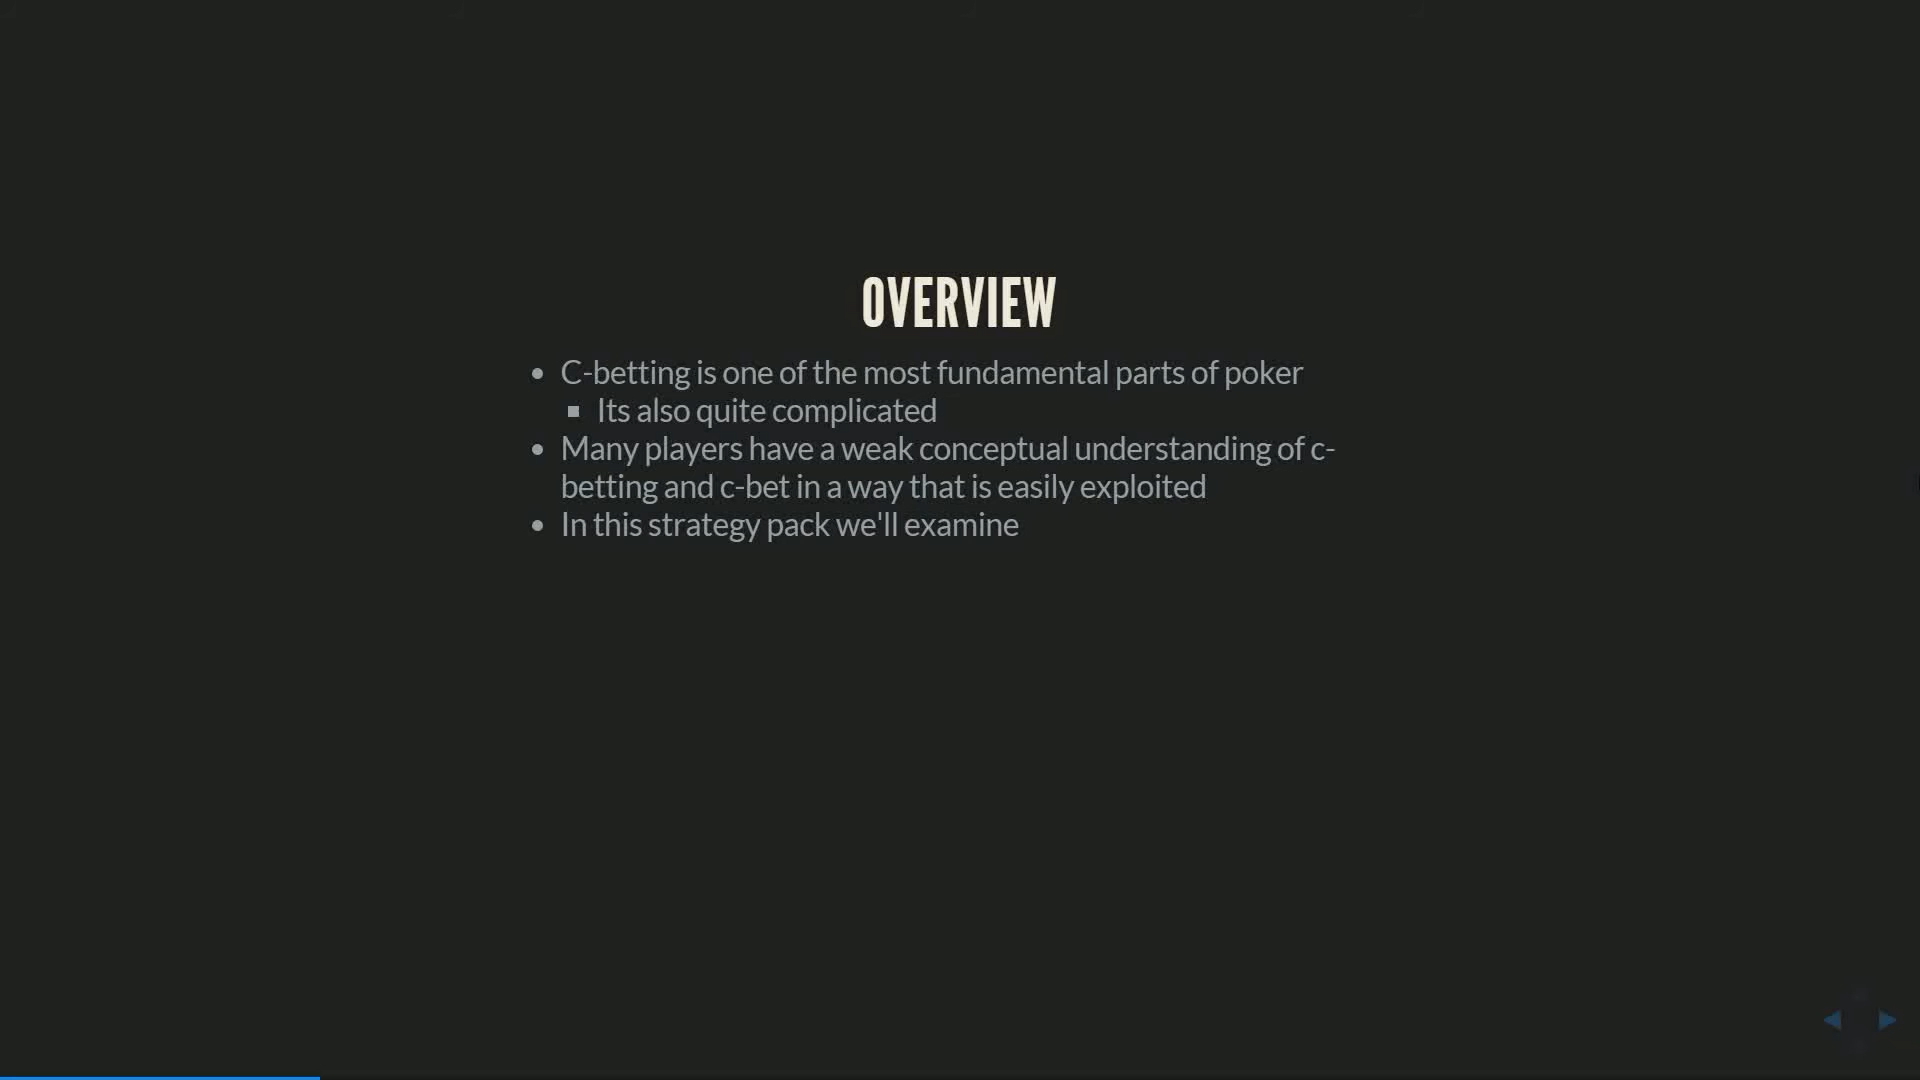 OVERVIEW
C-betting is one of the most fundamental parts of poker
Its also quite complicated
Many players have a weak conceptual understanding of c-
betting and c-bet in a way that is easily exploited
In this strategy pack we'll examine